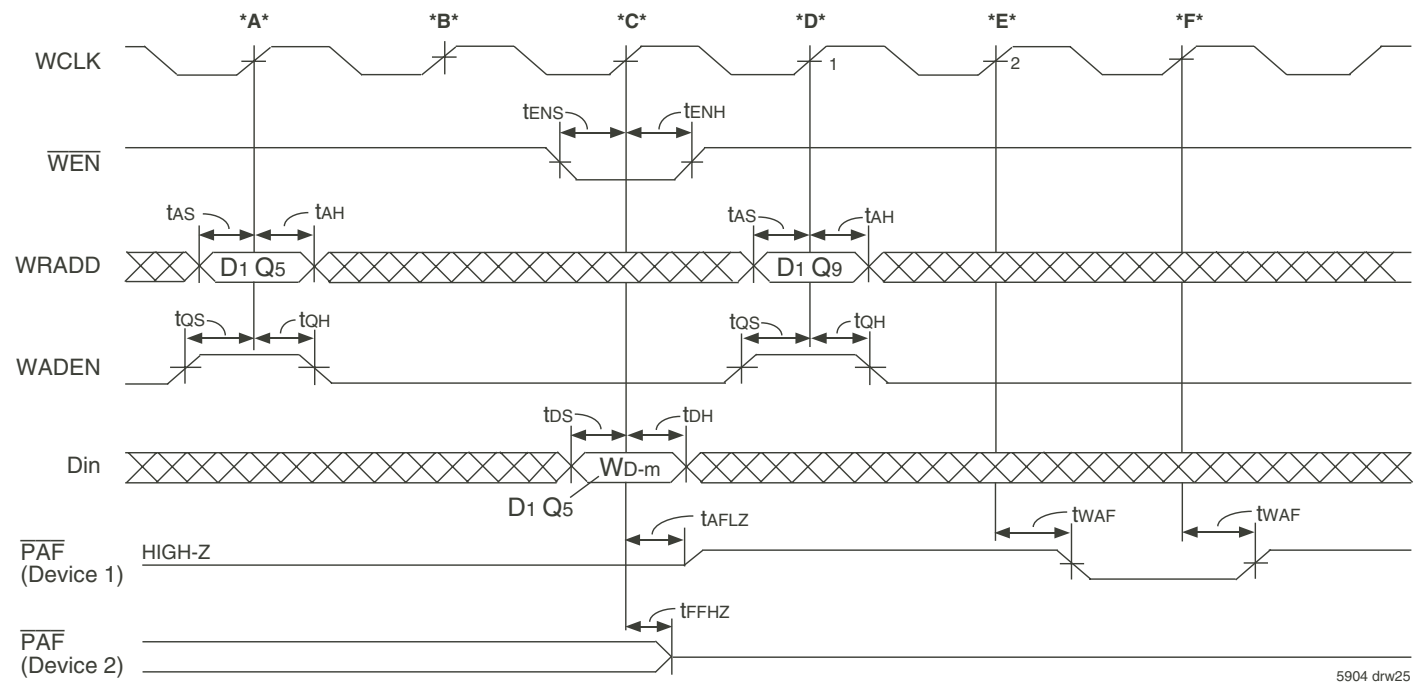 *A* *B* *C* *D* *E* *F*
WCLK 1 2
tENS tENH
WEN
tAS tAH tAS tAH
WRADD D1 Q5 D1 Q9
tQS tQH tQS tQH
WADEN
tDS tDH
Din WD-m
D1 Q5
tAFLZ tWAF tWAF
PAF HIGH-Z
(Device 1)
tFFHZ
PAF
(Device 2)
5904 drw25